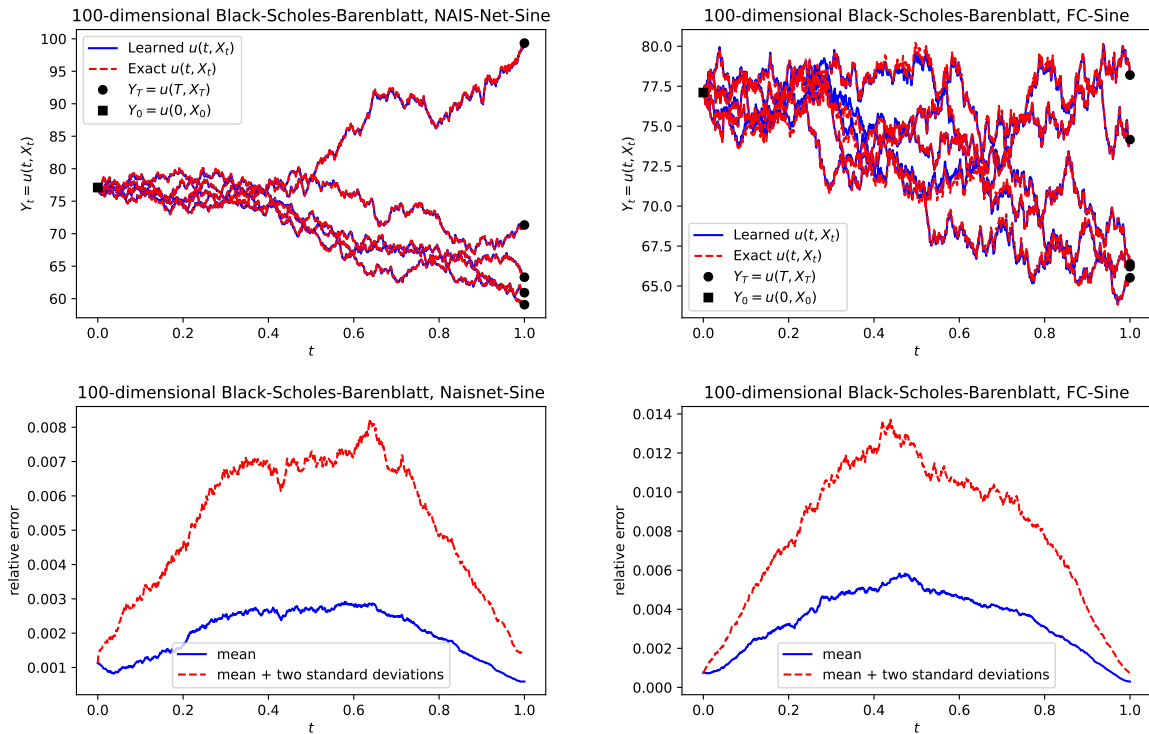 100-dimensional Black-Scholes-Barenblatt, NAIS-Net-Sine
100
95
90
85
80
75
70
65
60
Y_t = u(t, X_t)
Learned u(t, X_t)
Exact u(t, X_t)
Y_T = u(T, X_T)
Y_0 = u(0, X_0)
0.0 0.2 0.4 0.6 0.8 1.0
t
100-dimensional Black-Scholes-Barenblatt, FC-Sine
80.0
77.5
75.0
72.5
70.0
67.5
65.0
Y_t = u(t, X_t)
Learned u(t, X_t)
Exact u(t, X_t)
Y_T = u(T, X_T)
Y_0 = u(0, X_0)
0.0 0.2 0.4 0.6 0.8 1.0
t
100-dimensional Black-Scholes-Barenblatt, Naisnet-Sine
0.008
0.007
0.006
0.005
0.004
0.003
0.002
0.001
relative error
mean
mean + two standard deviations
0.0 0.2 0.4 0.6 0.8 1.0
t
100-dimensional Black-Scholes-Barenblatt, FC-Sine
0.014
0.012
0.010
0.008
0.006
0.004
0.002
0.000
relative error
mean
mean + two standard deviations
0.0 0.2 0.4 0.6 0.8 1.0
t